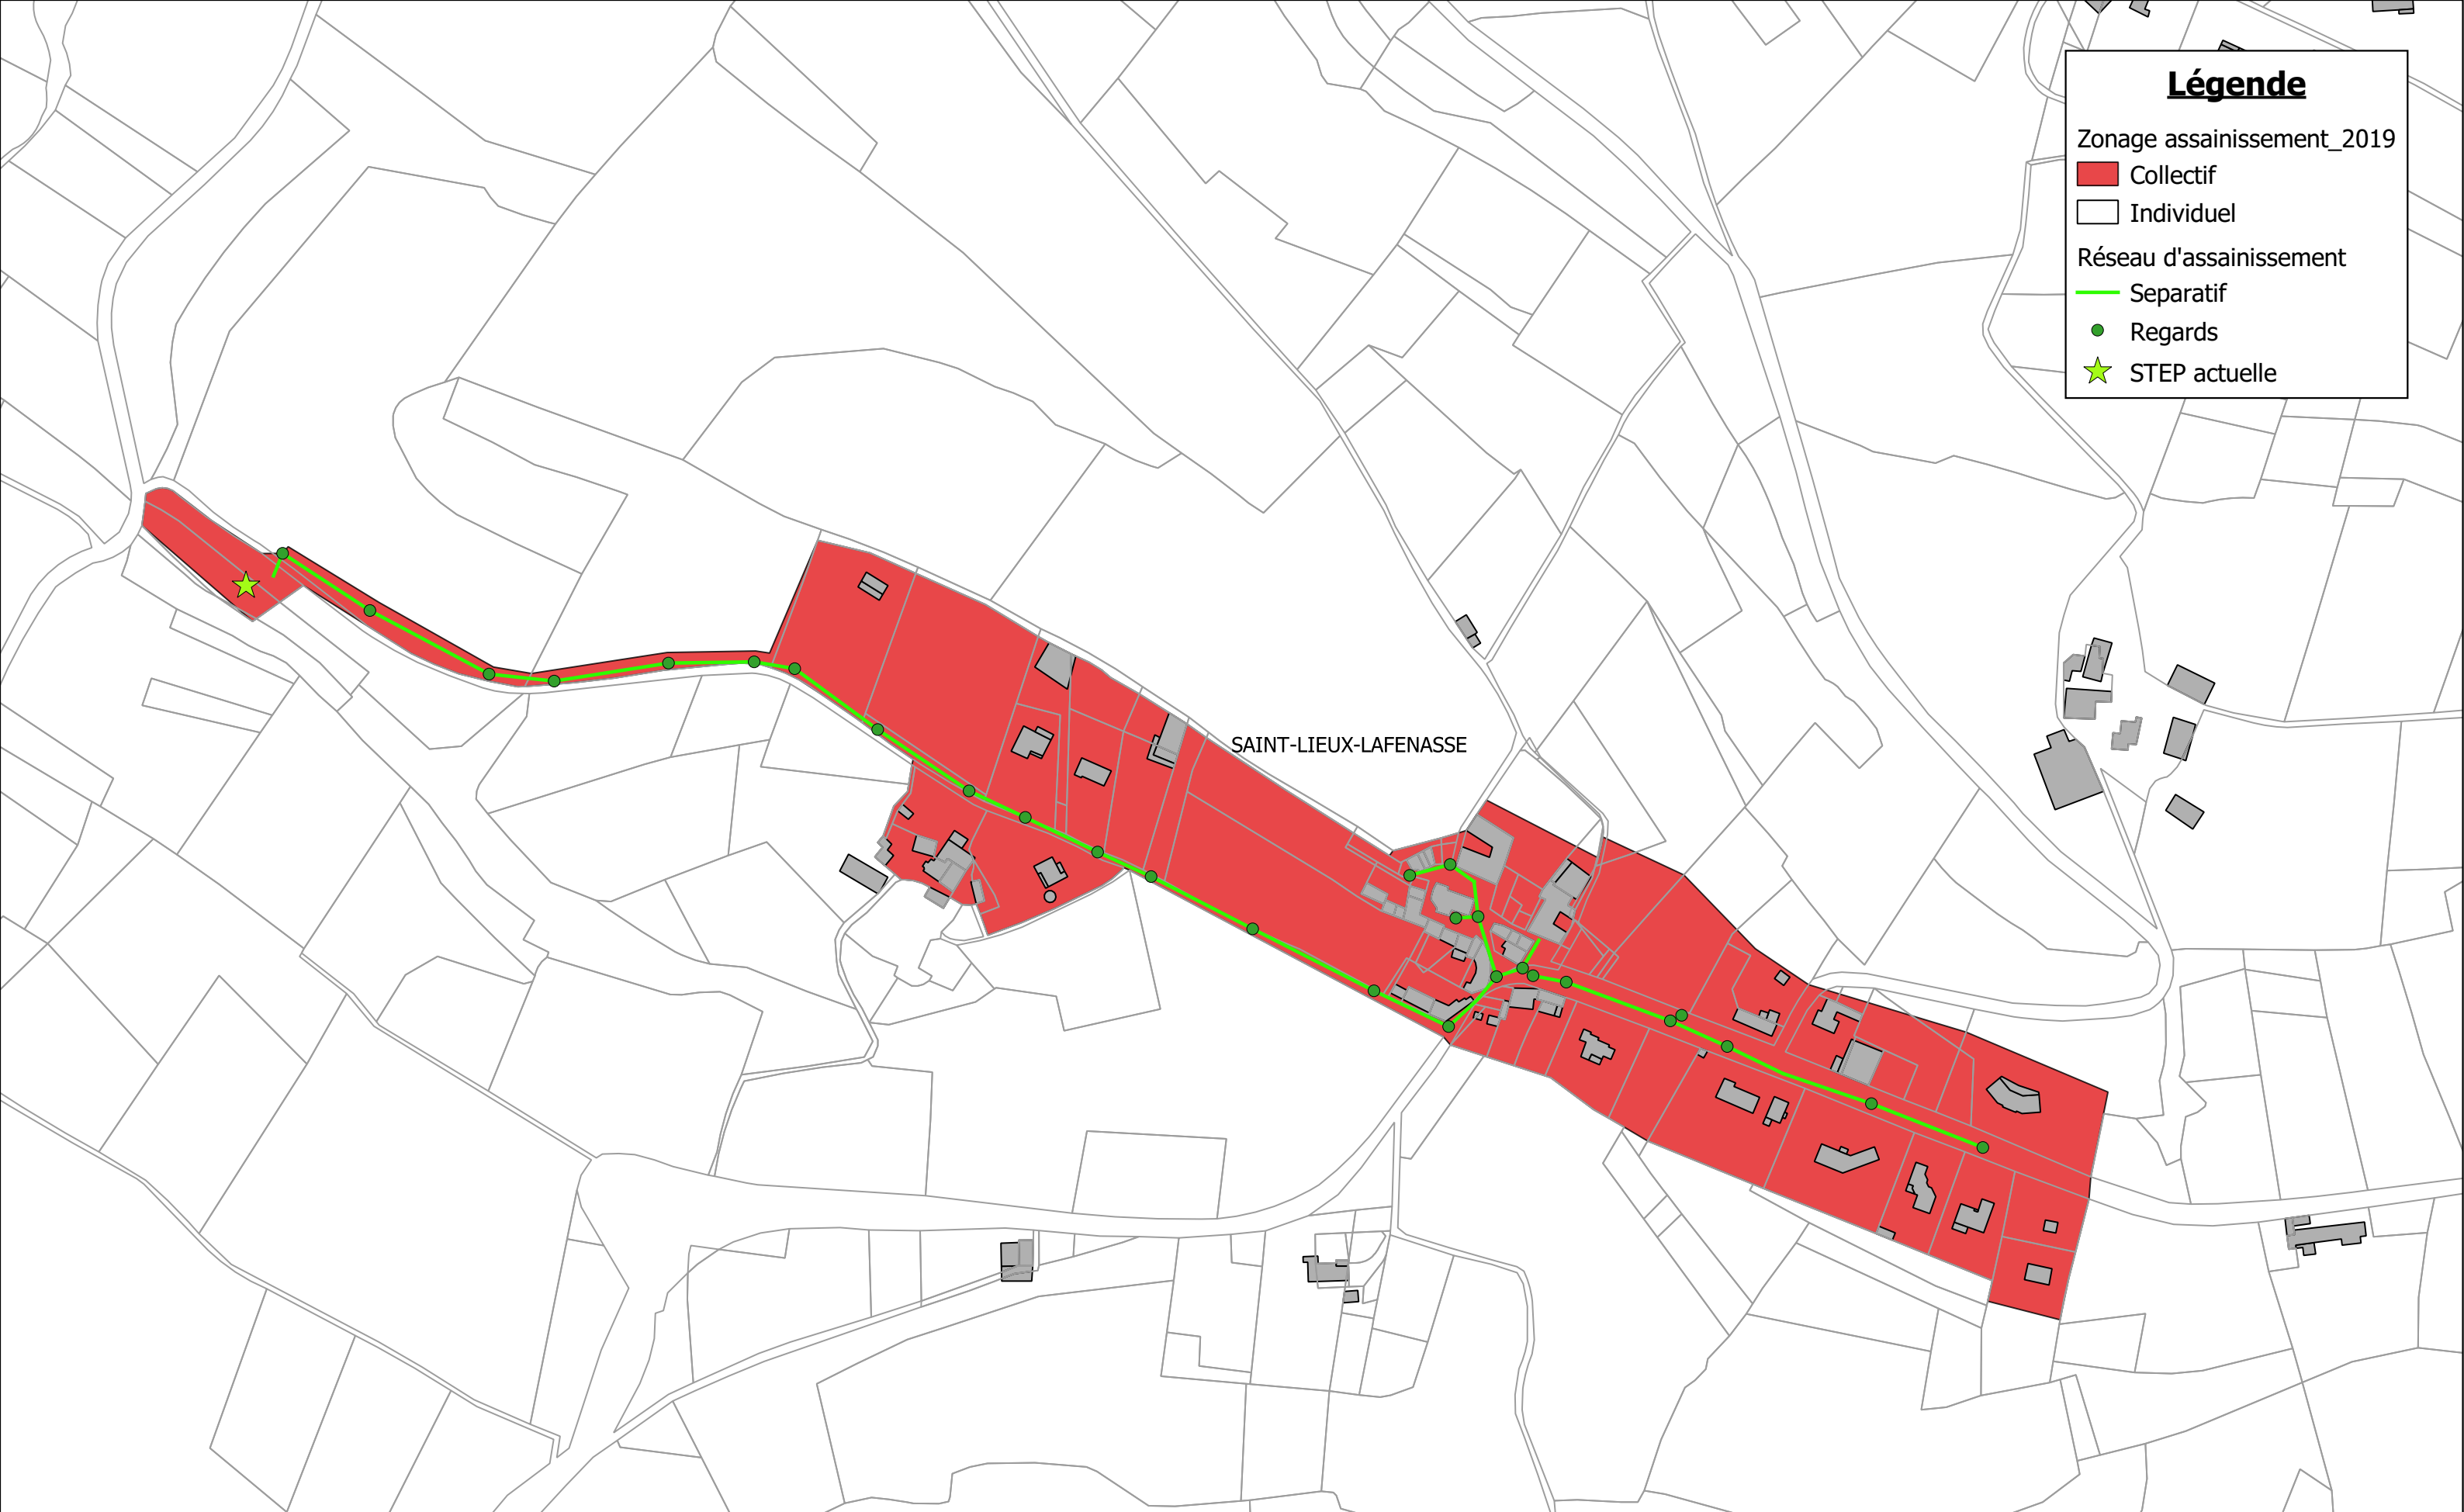 Légende
Zonage assainissement_2019
Collectif
Individuel
Réseau d'assainissement
Separatif
Regards
STEP actuelle
SAINT-LIEUX-LAFENASSE